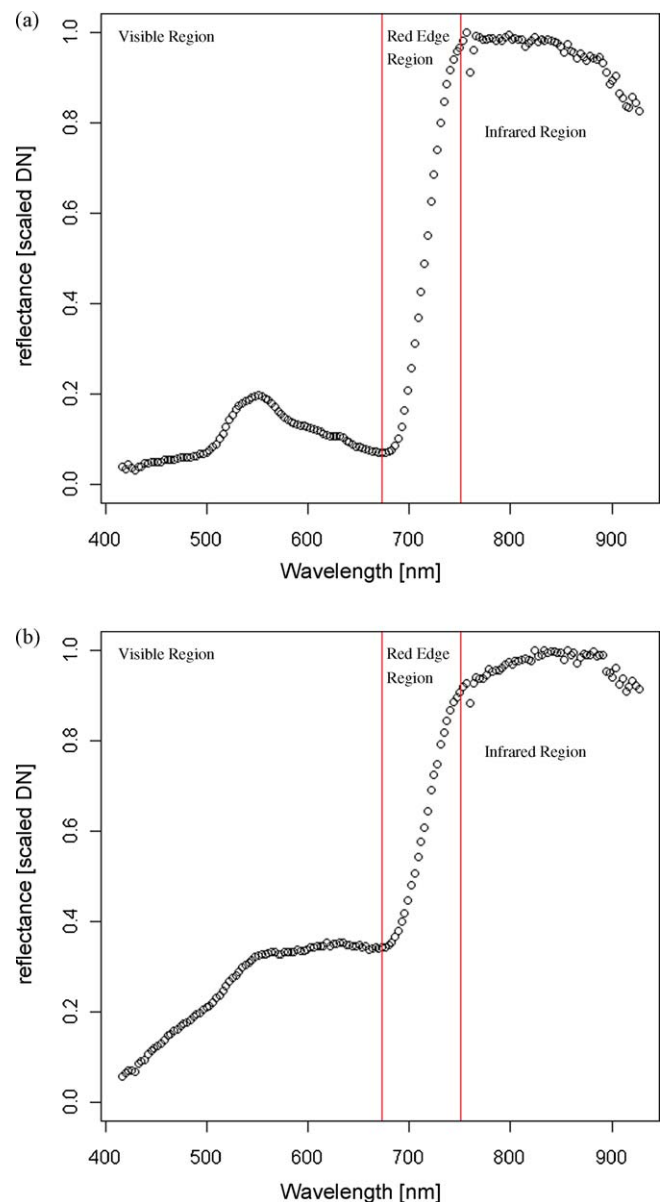 (a)
Visible Region
Red Edge
Region
Infrared Region
reflectance [scaled DN]
1.0
0.8
0.6
0.4
0.2
0.0
400 500 600 700 800 900
Wavelength [nm]
(b)
Visible Region
Red Edge
Region
Infrared Region
reflectance [scaled DN]
1.0
0.8
0.6
0.4
0.2
0.0
400 500 600 700 800 900
Wavelength [nm]